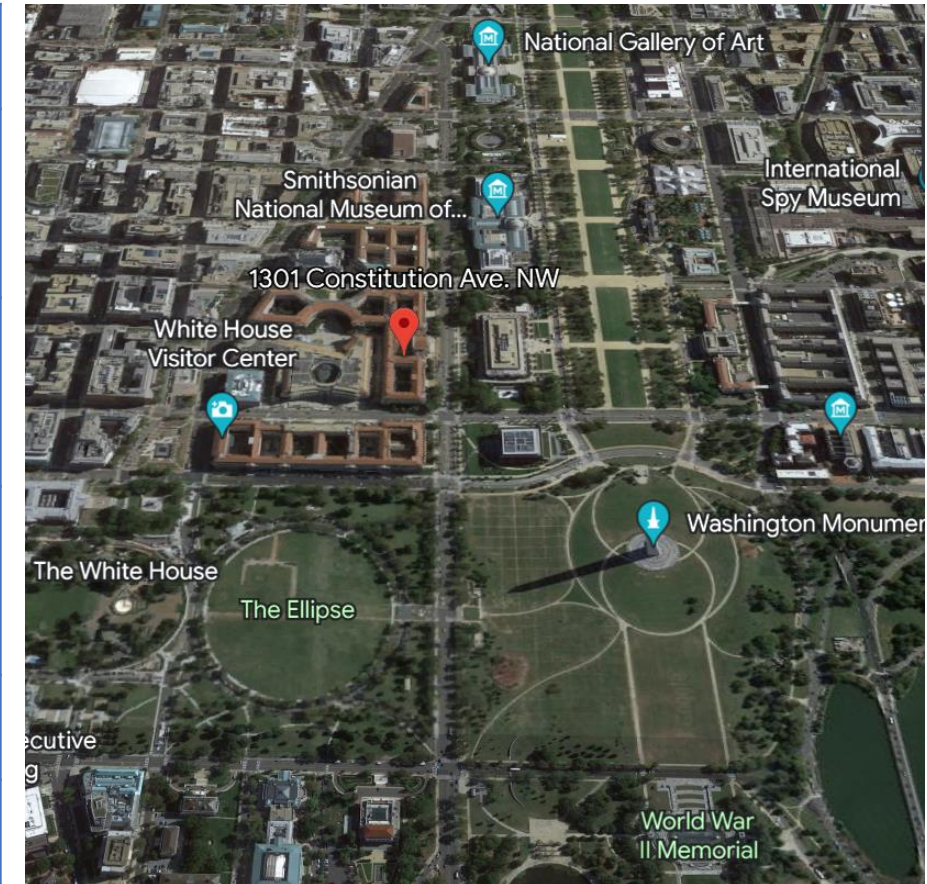 National Gallery of Art
Smithsonian
National Museum of...
International
Spy Museum
1301 Constitution Ave. NW
White House
Visitor Center
Washington Monumen
The White House
The Ellipse
ecutive
g
World War
II Memorial